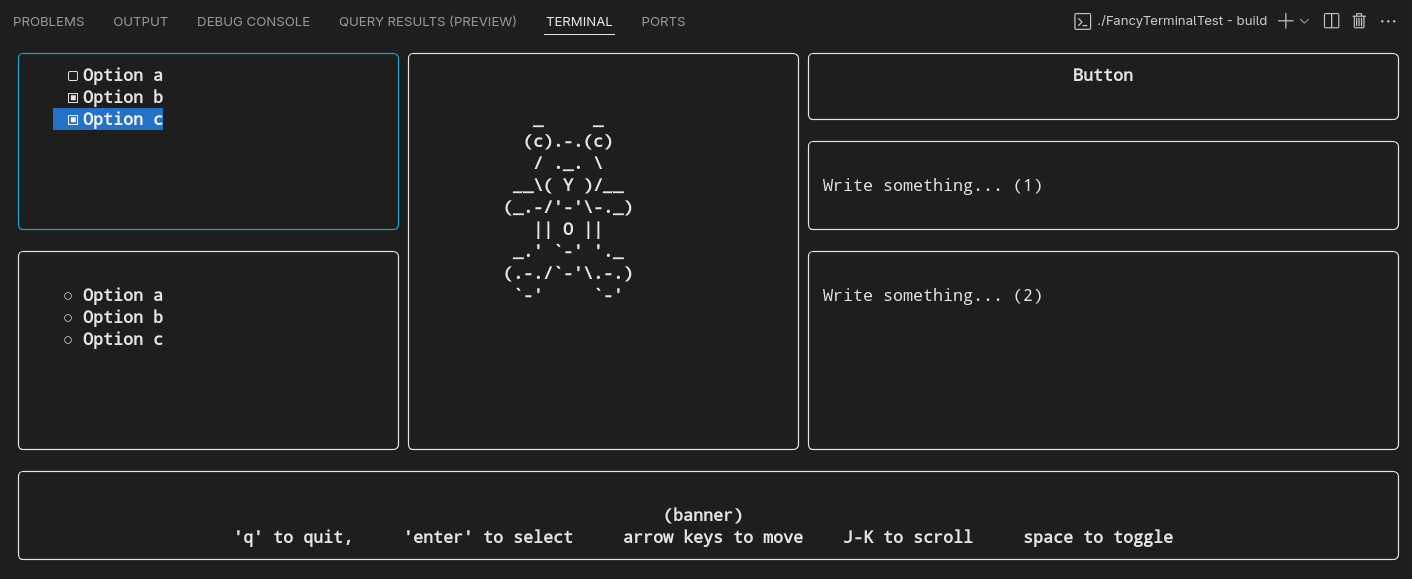 PROBLEMS OUTPUT DEBUG CONSOLE QUERY RESULTS (PREVIEW) TERMINAL PORTS ./FancyTerminalTest - build
Option a
Option b
Option c
Option a
Option b
Option c
 _     _
(c).-.(c)
 / ._. \
__\( Y )/__
(_.-/'-'\-._)
|| O ||
_.' `-' '._
(.-./`-'\.-.)
`-'     `-'
Button
Write something... (1)
Write something... (2)
(banner)
'q' to quit,     'enter' to select     arrow keys to move    J-K to scroll     space to toggle